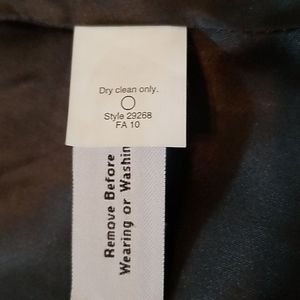 Dry clean only.
Style 29268
FA 10
Remove Before
Wearing or Washin